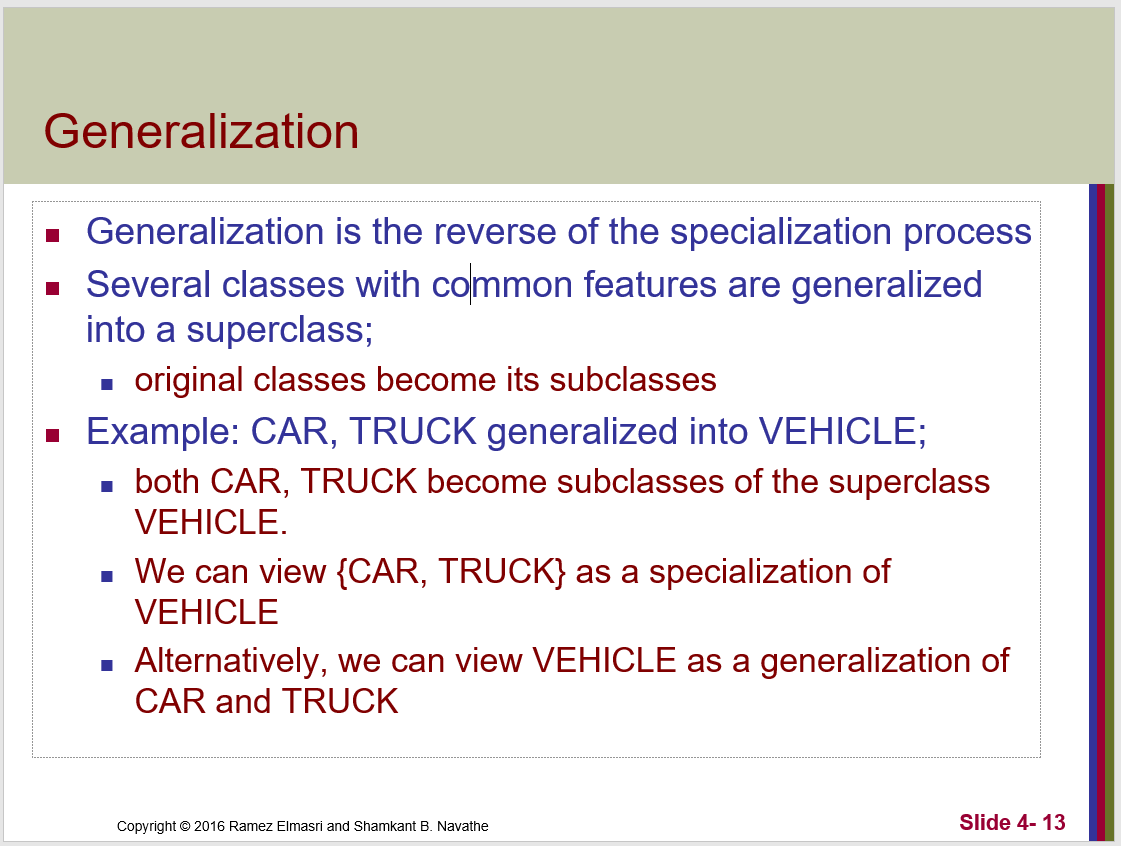 Generalization
Generalization is the reverse of the specialization process
Several classes with common features are generalized
into a superclass;
original classes become its subclasses
Example: CAR, TRUCK generalized into VEHICLE;
both CAR, TRUCK become subclasses of the superclass
VEHICLE.
We can view {CAR, TRUCK} as a specialization of
VEHICLE
Alternatively, we can view VEHICLE as a generalization of
CAR and TRUCK
Copyright © 2016 Ramez Elmasri and Shamkant B. Navathe
Slide 4- 13